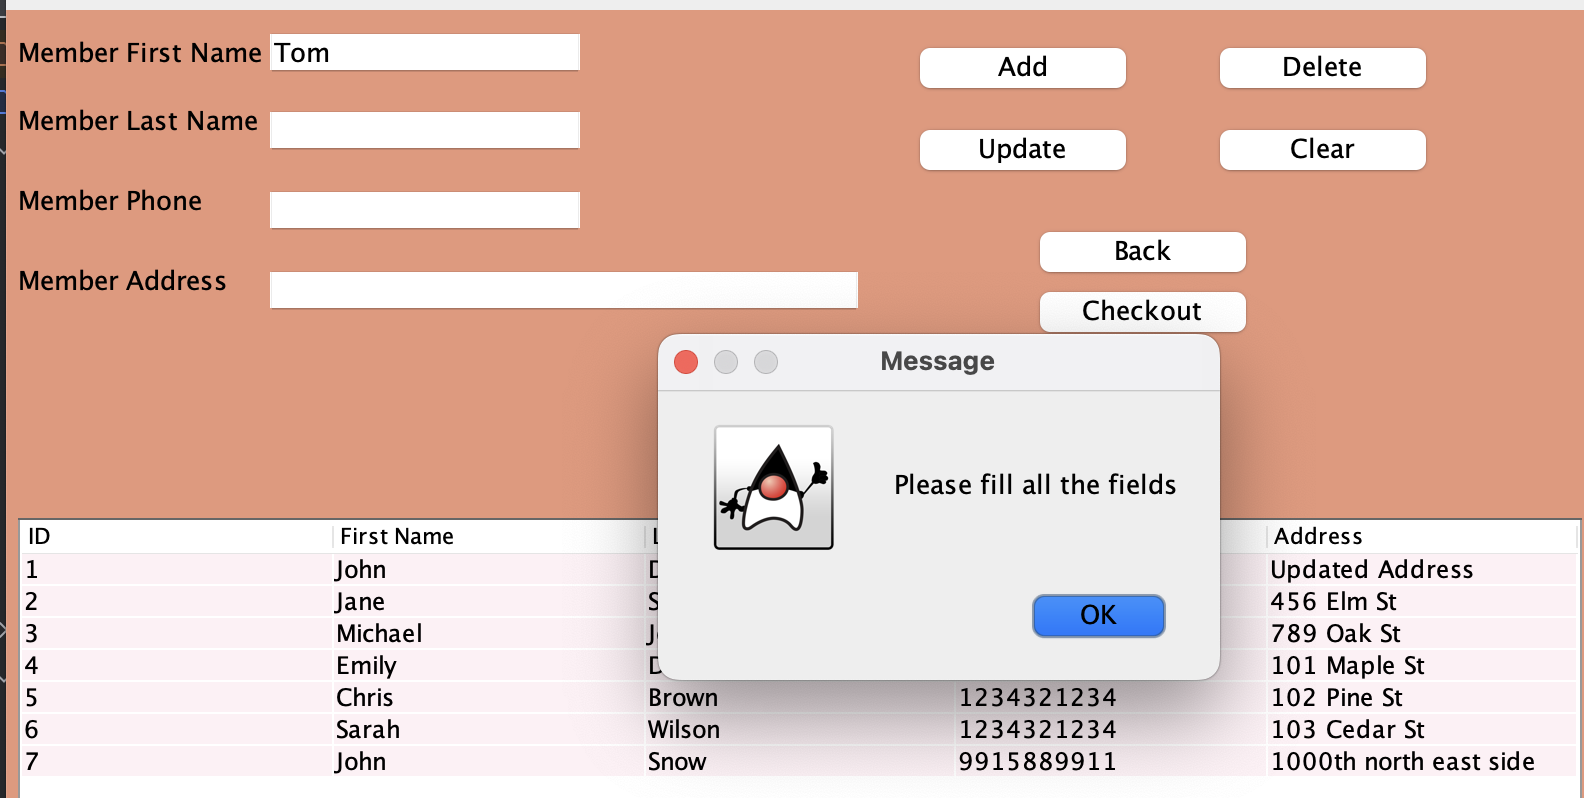 Member First Name Tom
Add Delete
Member Last Name
Update Clear
Member Phone
Back
Member Address
Checkout
Message
Please fill all the fields
OK
ID First Name Address
1 John Updated Address
2 Jane 456 Elm St
3 Michael 789 Oak St
4 Emily 101 Maple St
5 Chris Brown 1234321234 102 Pine St
6 Sarah Wilson 1234321234 103 Cedar St
7 John Snow 9915889911 1000th north east side